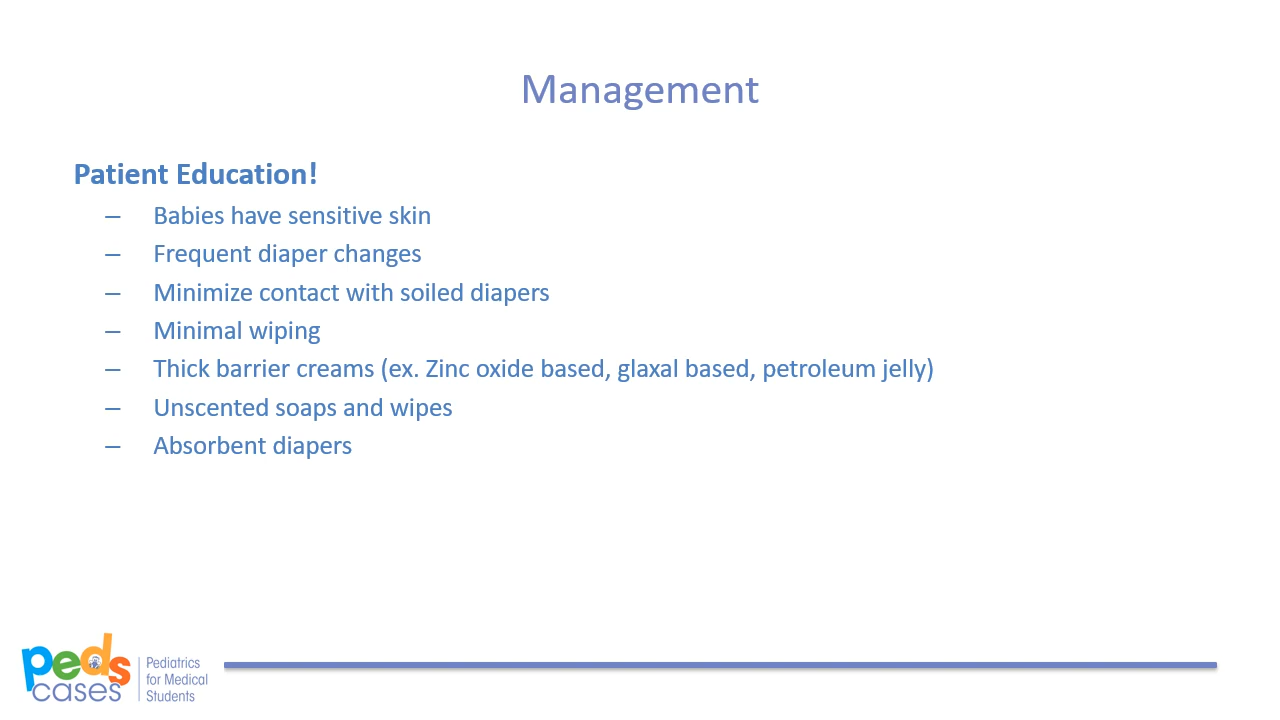 Management
Patient Education!
– Babies have sensitive skin
– Frequent diaper changes
– Minimize contact with soiled diapers
– Minimal wiping
– Thick barrier creams (ex. Zinc oxide based, glaxal based, petroleum jelly)
– Unscented soaps and wipes
– Absorbent diapers
peds
cases
Pediatrics
for Medical
Students